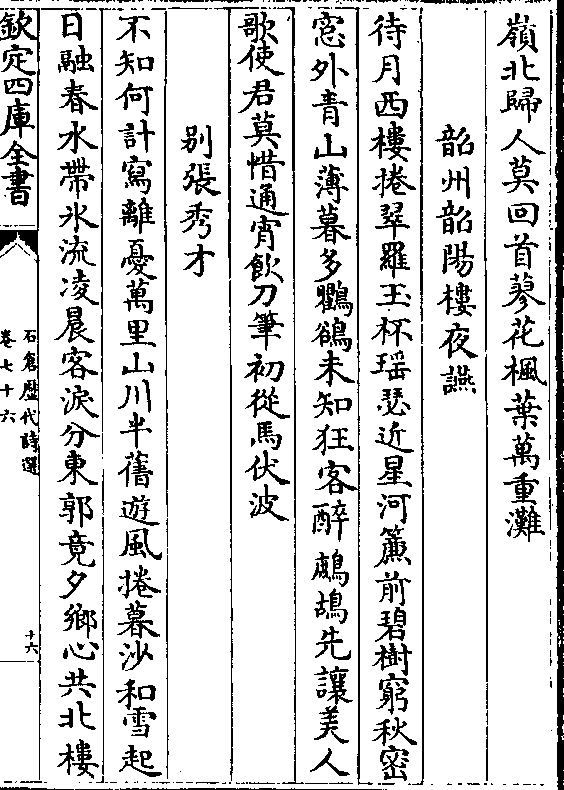 嶺北歸人莫回首蓼花楓葉萬重灘
韶州韶陽樓夜讌
待月西樓捲翠羅玉杯瑶瑟近星河簾前碧樹窮秋密
窓外青山薄暮多鸜鵒未知狂客醉鷓鴣先讓美人
歌使君莫惜通宵飲刀筆初從馬伏波
别張秀才
不知何計寫離憂萬里山川半舊遊風捲暮沙和雪起
日融春水帶氷流凌晨客淚分東郭竟夕鄉心共北樓
欽定四庫全書
石倉歴代詩選
卷七十六
十六